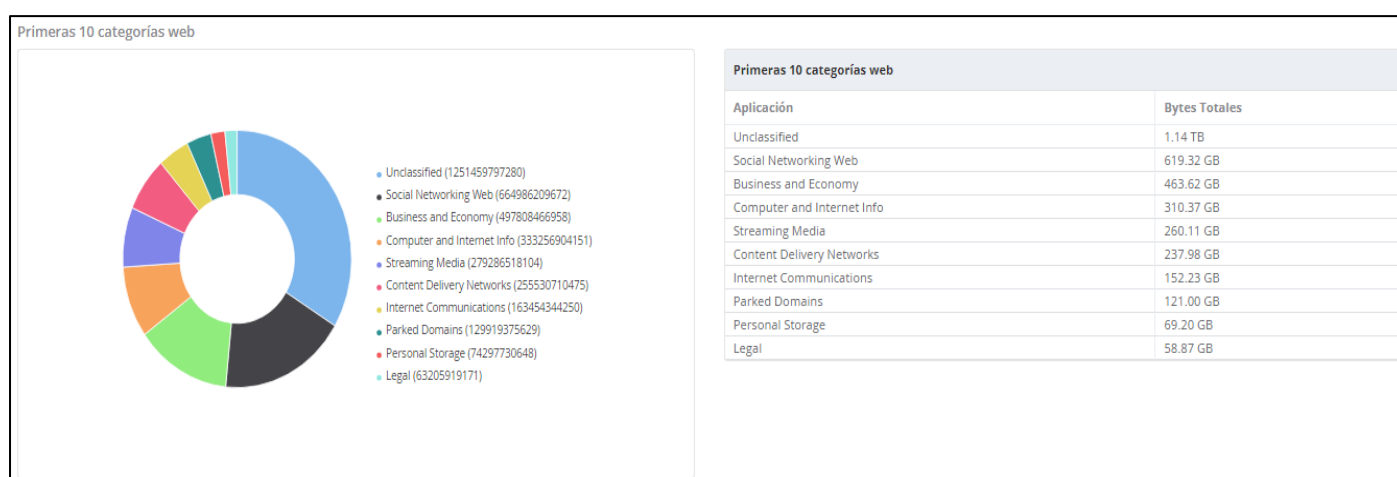 Primeras 10 categorías web
Unclassified (1251459797280)
Social Networking Web (664986209672)
Business and Economy (497808466958)
Computer and Internet Info (333256904151)
Streaming Media (279286518104)
Content Delivery Networks (255530710475)
Internet Communications (163454344250)
Parked Domains (129919375629)
Personal Storage (74297730648)
Legal (63205919171)
Primeras 10 categorías web
Aplicación Bytes Totales
Unclassified 1.14 TB
Social Networking Web 619.32 GB
Business and Economy 463.62 GB
Computer and Internet Info 310.37 GB
Streaming Media 260.11 GB
Content Delivery Networks 237.98 GB
Internet Communications 152.23 GB
Parked Domains 121.00 GB
Personal Storage 69.20 GB
Legal 58.87 GB